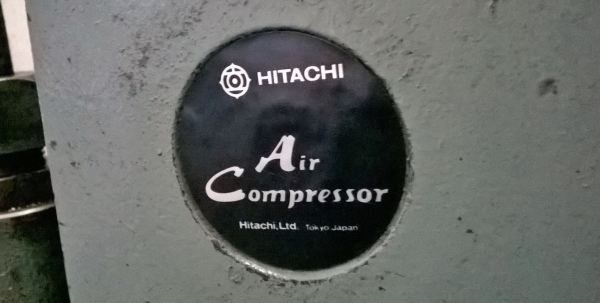 HITACHI
Air
Compressor
Hitachi,Ltd. Tokyo Japan